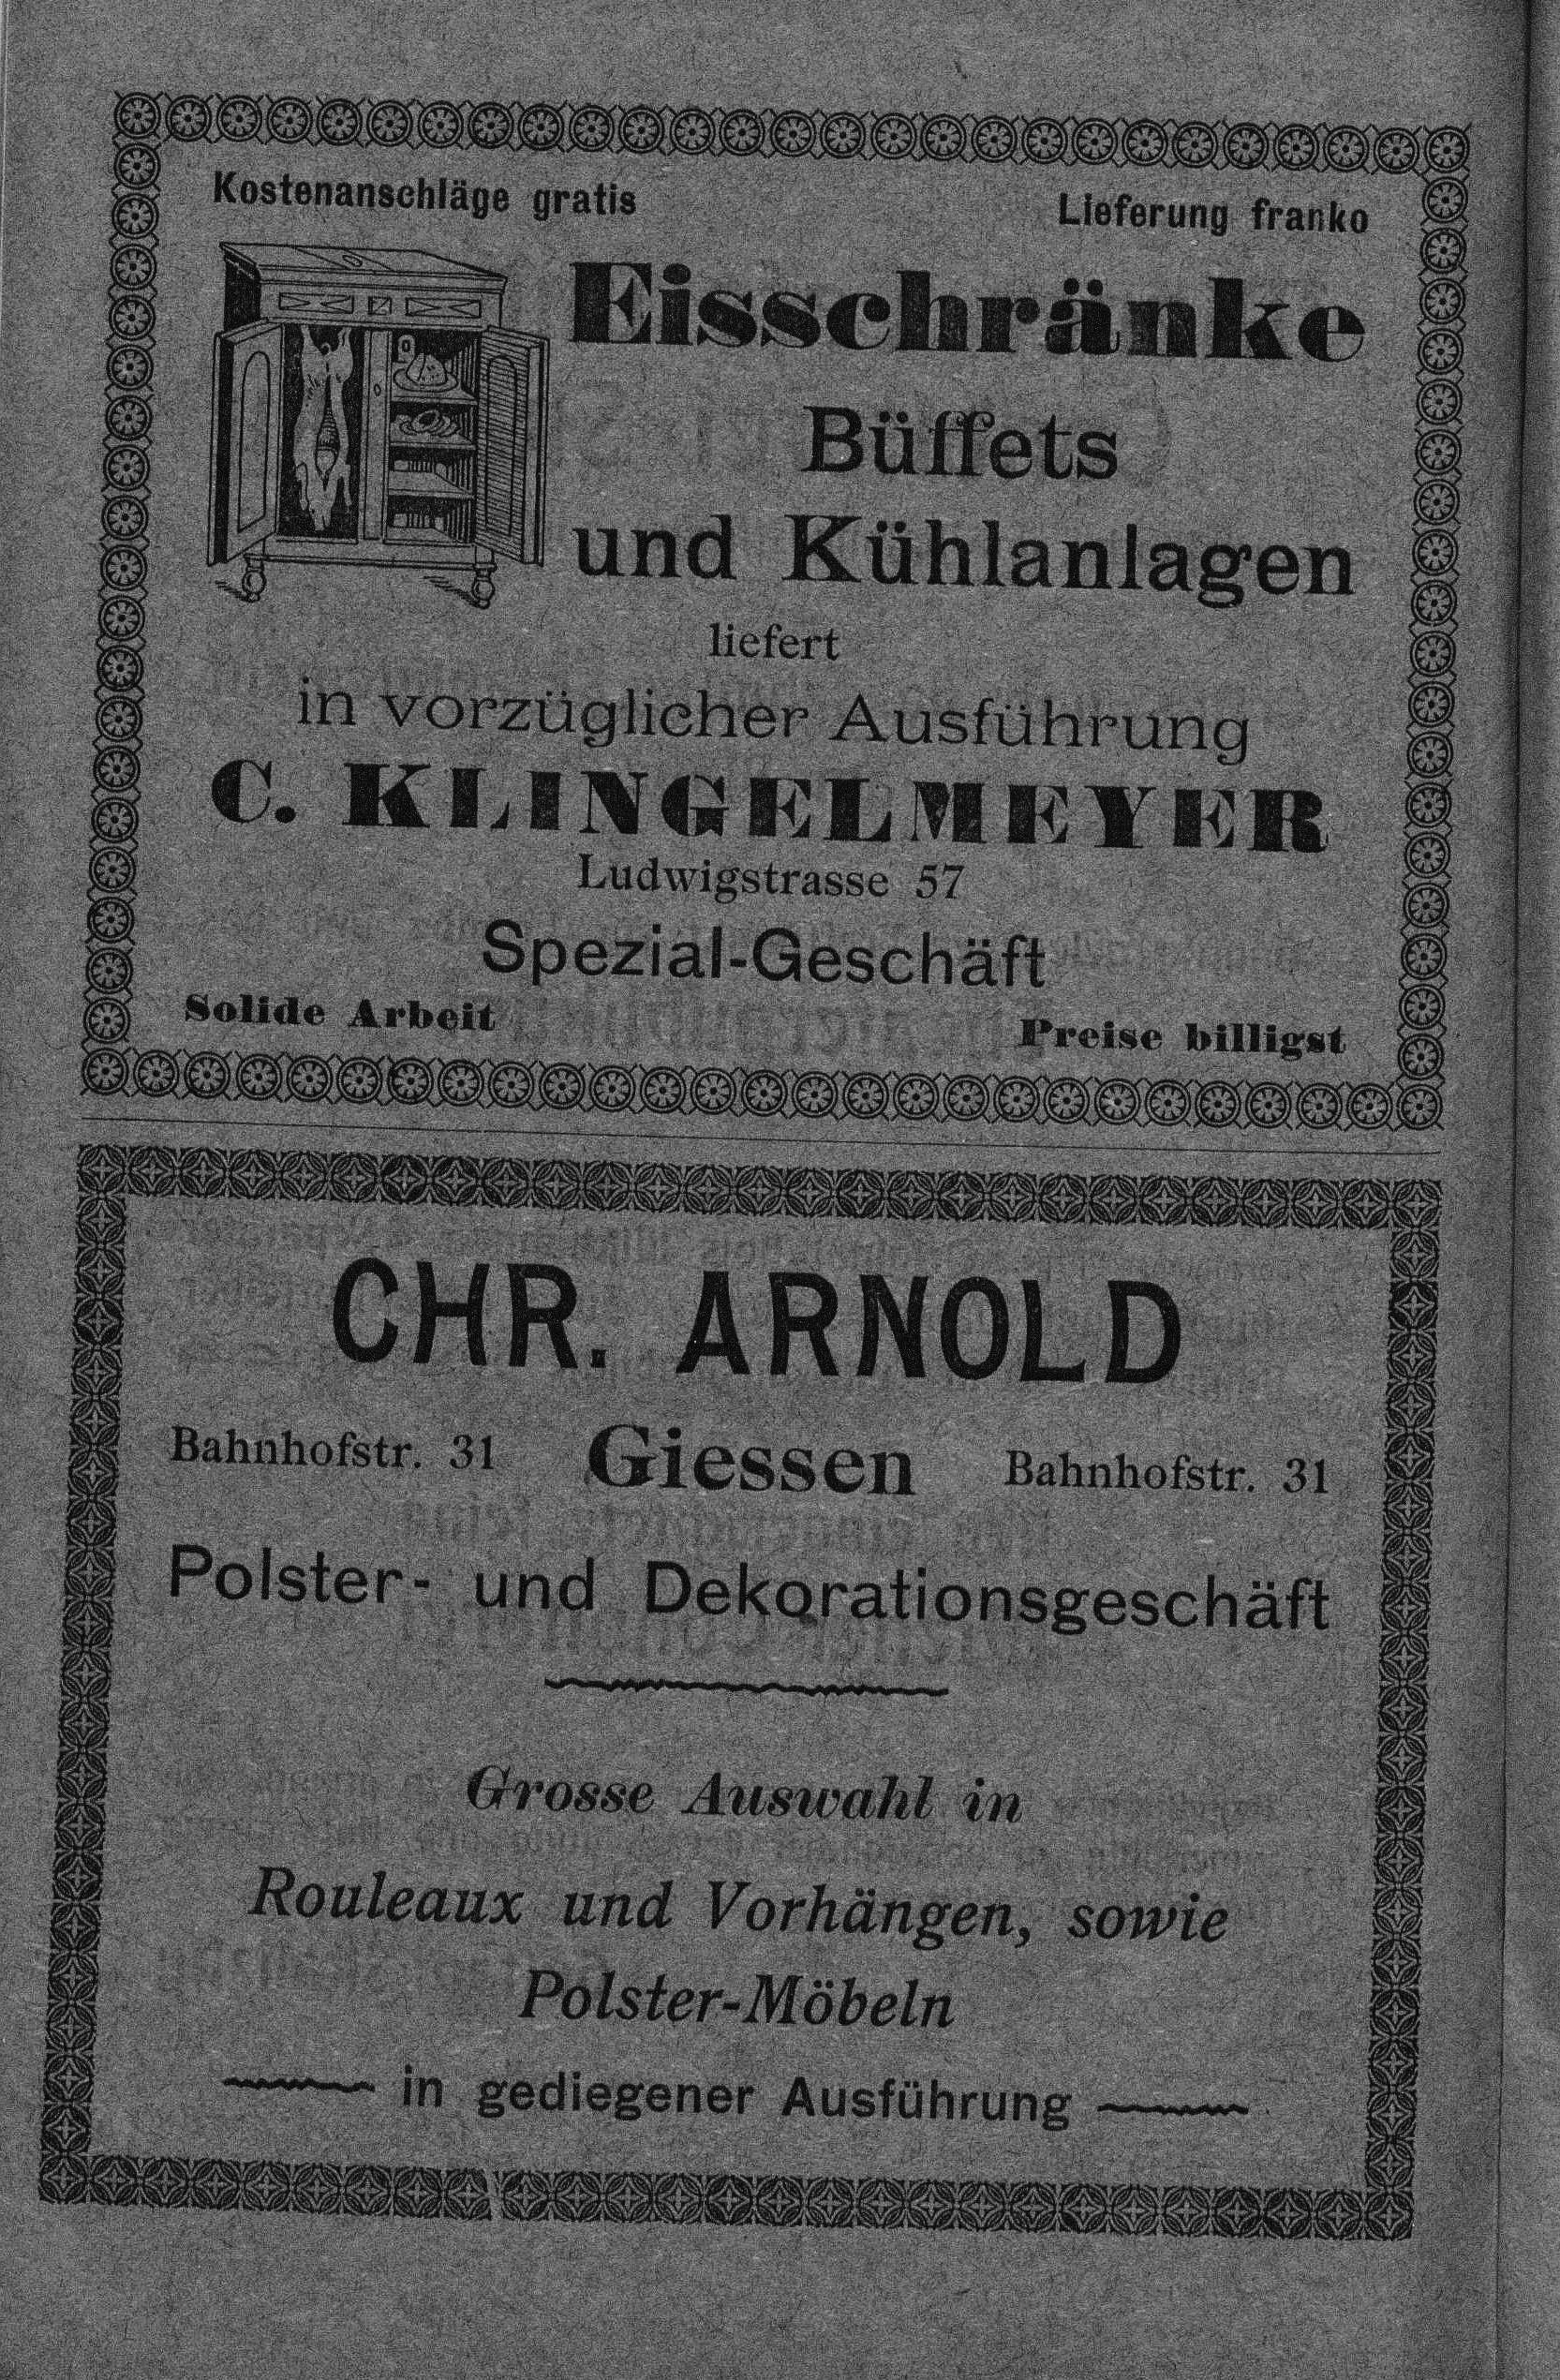 Kostenanschläge gratis Lieferung franko
Eisschränke
Büffets
und Kühlanlagen
liefert
in vorzüglicher Ausführung
C. KLINGELMEYER
Ludwigstrasse 57
Spezial-Geschäft
Solide Arbeit Preise billigst
CHR. ARNOLD
Bahnhofstr. 31 Giessen Bahnhofstr. 31
Polster- und Dekorationsgeschäft
Grosse Auswahl in
Rouleaux und Vorhängen, sowie
Polster-Möbeln
in gediegener Ausführung